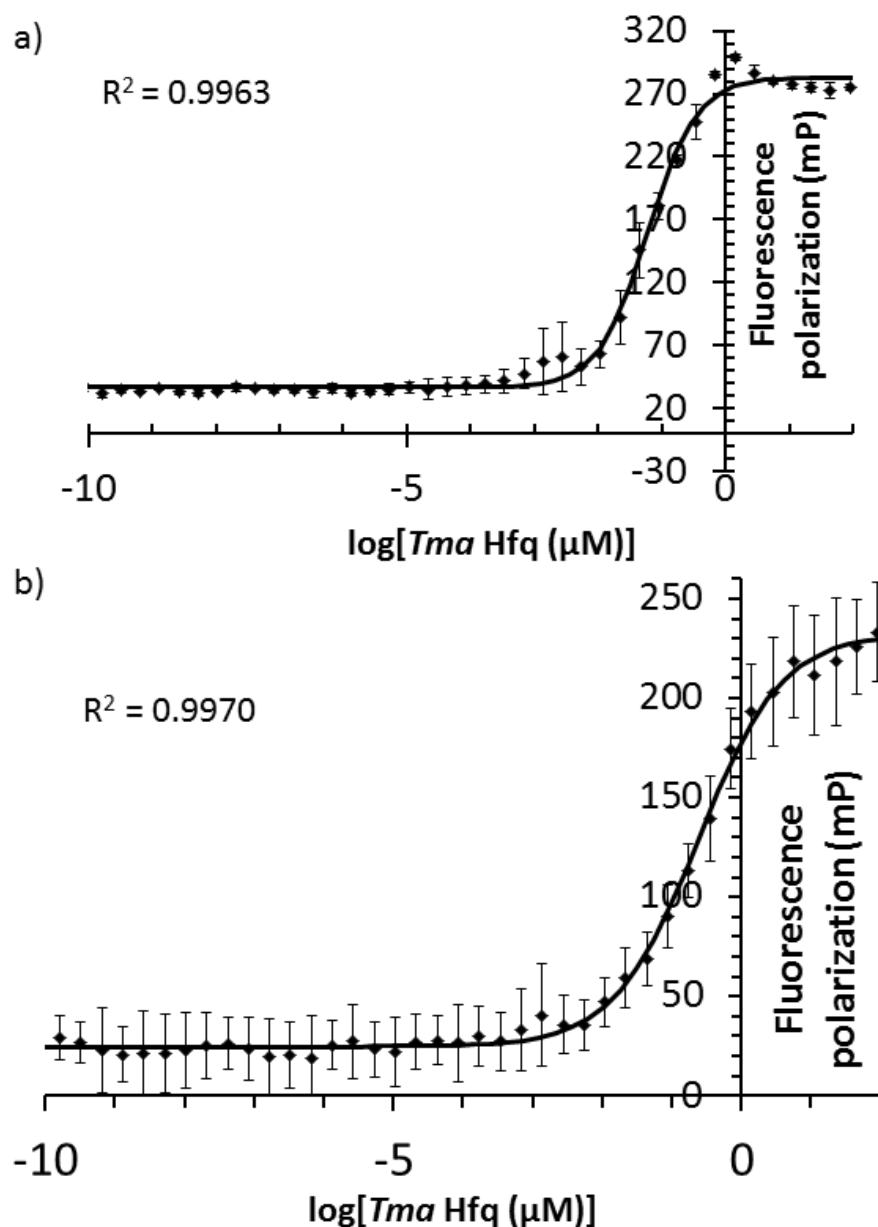 a)
R² = 0.9963
320
270
220
170
120
70
20
-30
Fluorescence
polarization (mP)
-10
-5
0
log[Tma Hfq (µM)]
b)
R² = 0.9970
250
200
150
100
50
0
Fluorescence
polarization (mP)
-10
-5
0
log[Tma Hfq (µM)]